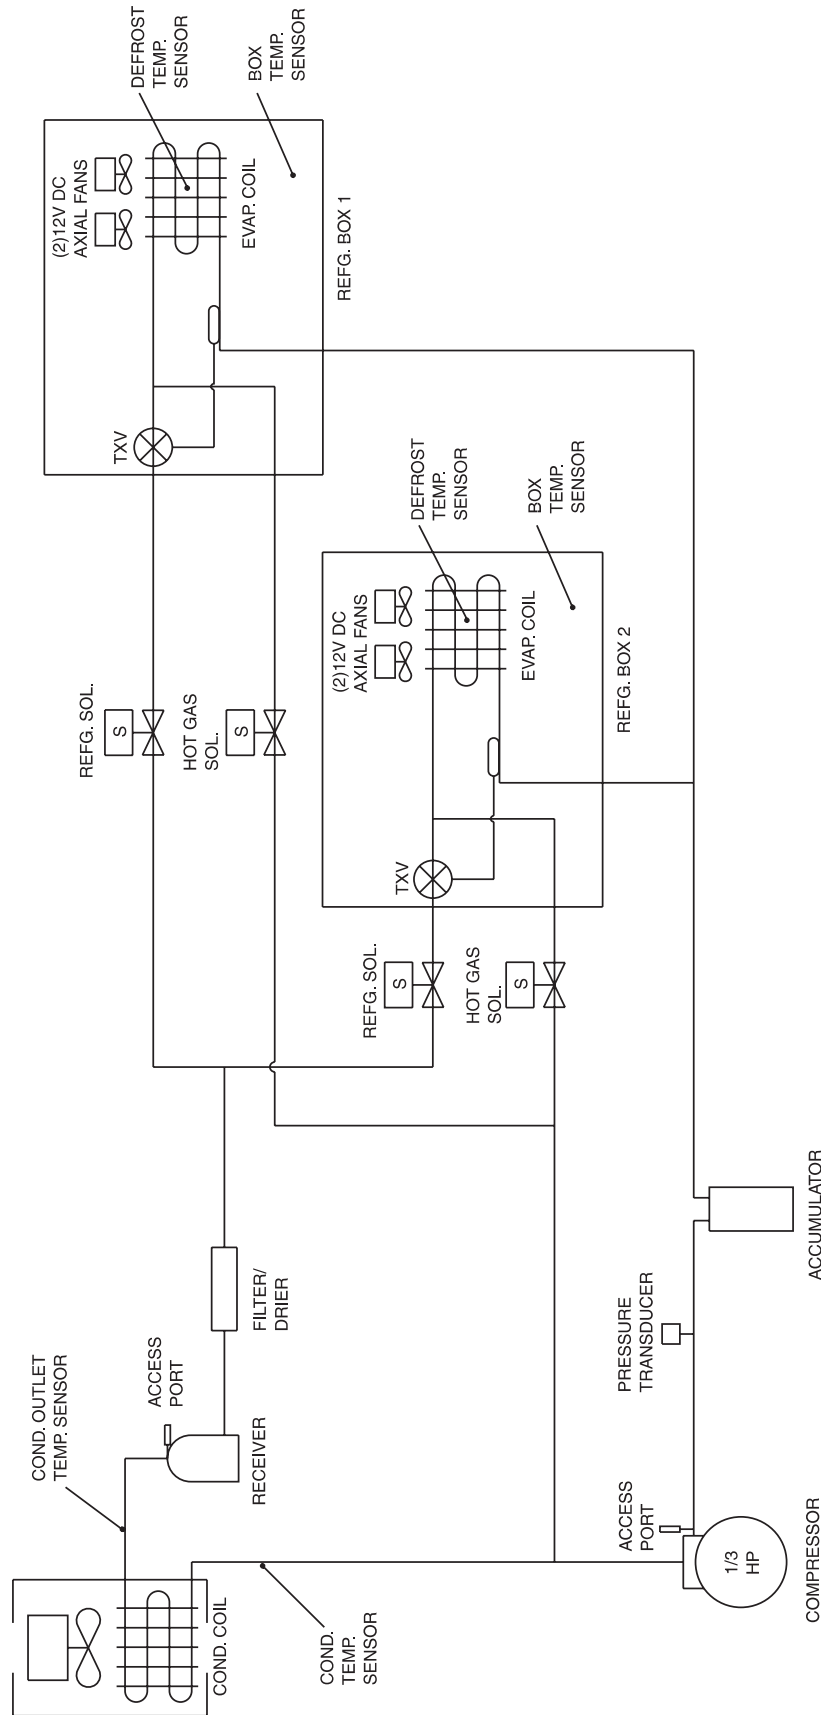 DEFROST
TEMP.
SENSOR
BOX
TEMP.
SENSOR
(2)12V DC
AXIAL FANS
EVAP. COIL
REFG. BOX 1
TXV
DEFROST
TEMP.
SENSOR
BOX
TEMP.
SENSOR
(2)12V DC
AXIAL FANS
EVAP. COIL
REFG. BOX 2
TXV
REFG. SOL.
S
HOT GAS
SOL.
S
REFG. SOL.
S
HOT GAS
SOL.
S
COND. OUTLET
TEMP. SENSOR
ACCESS
PORT
RECEIVER
FILTER/
DRIER
COND. COIL
COND.
TEMP.
SENSOR
PRESSURE
TRANSDUCER
ACCUMULATOR
ACCESS
PORT
1/3
HP
COMPRESSOR